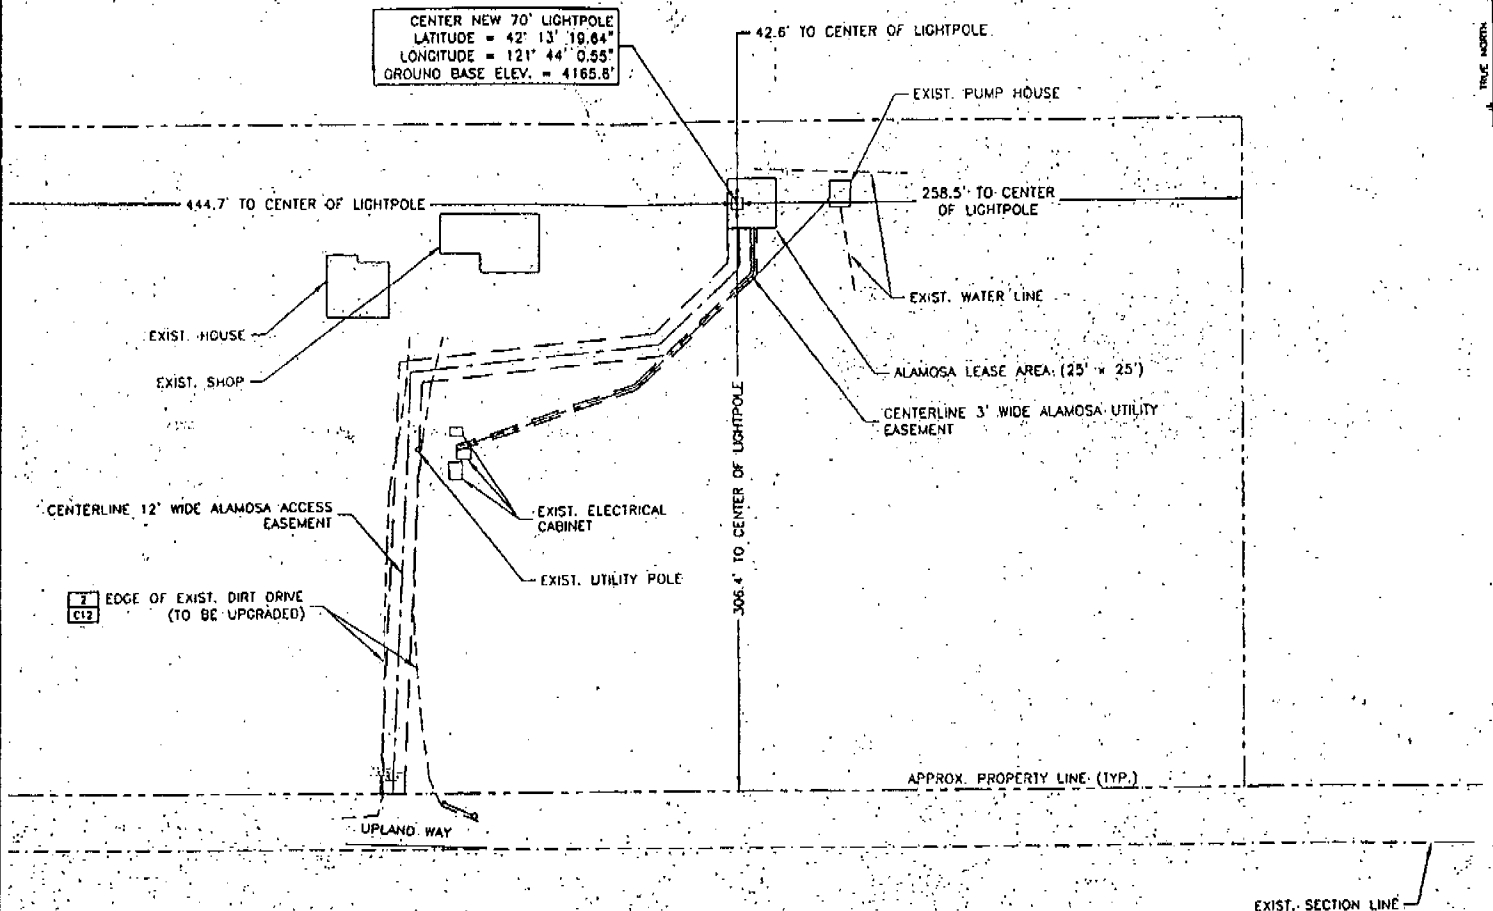 CENTER NEW 70' LIGHTPOLE
LATITUDE = 42° 13' 19.64"
LONGITUDE = 121° 44' 0.55"
GROUND BASE ELEV. = 4165.8'
42.6' TO CENTER OF LIGHTPOLE
TRUE NORTH
EXIST. PUMP HOUSE
444.7' TO CENTER OF LIGHTPOLE
258.5' TO CENTER
OF LIGHTPOLE
EXIST. WATER LINE
EXIST. HOUSE
EXIST. SHOP
ALAMOSA LEASE AREA (25' x 25')
CENTERLINE 3' WIDE ALAMOSA UTILITY
EASEMENT
306.4' TO CENTER OF LIGHTPOLE
CENTERLINE 12' WIDE ALAMOSA ACCESS
EASEMENT
EXIST. ELECTRICAL
CABINET
EXIST. UTILITY POLE
2
C12
EDGE OF EXIST. DIRT DRIVE
(TO BE UPGRADED)
APPROX. PROPERTY LINE (TYP.)
UPLAND WAY
EXIST. SECTION LINE